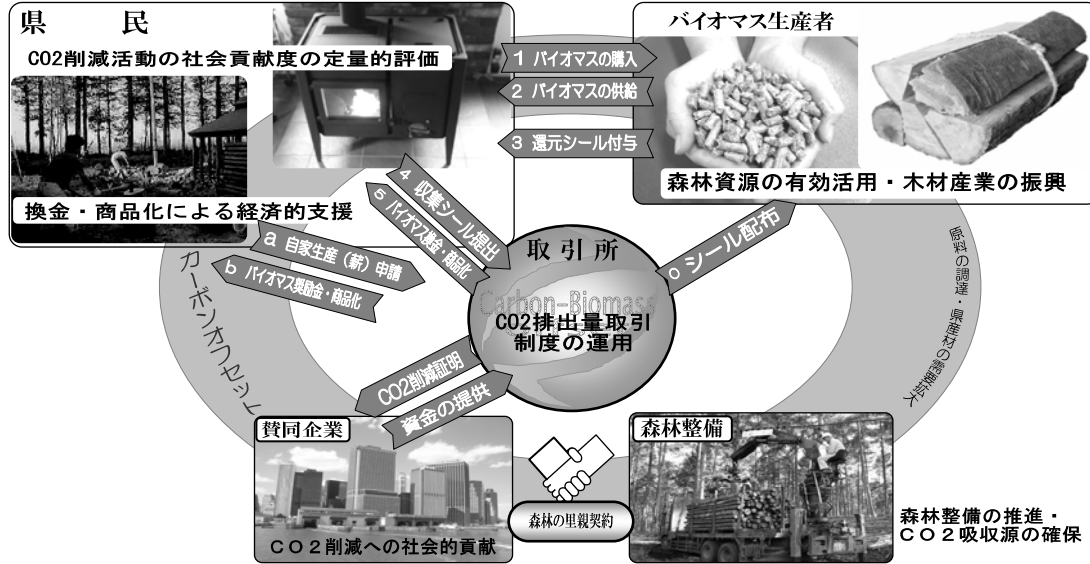 県民
CO2削減活動の社会貢献度の定量的評価
換金・商品化による経済的支援
バイオマス生産者
森林資源の有効活用・木材産業の振興
1 バイオマスの購入
2 バイオマスの供給
3 還元シール付与
4 収集シール提出
5 バイオマス換金・商品化
a 自家生産(薪)申請
b バイオマス奨励金・商品化
c シール配布
取引所
Carbon-Biomass
CO2排出量取引
制度の運用
CO2削減証明
資金の提供
カーボンオフセット
原料の調達・県産材の需要拡大
賛同企業
CO2削減への社会的貢献
森林の里親契約
森林整備
森林整備の推進・
CO2吸収源の確保